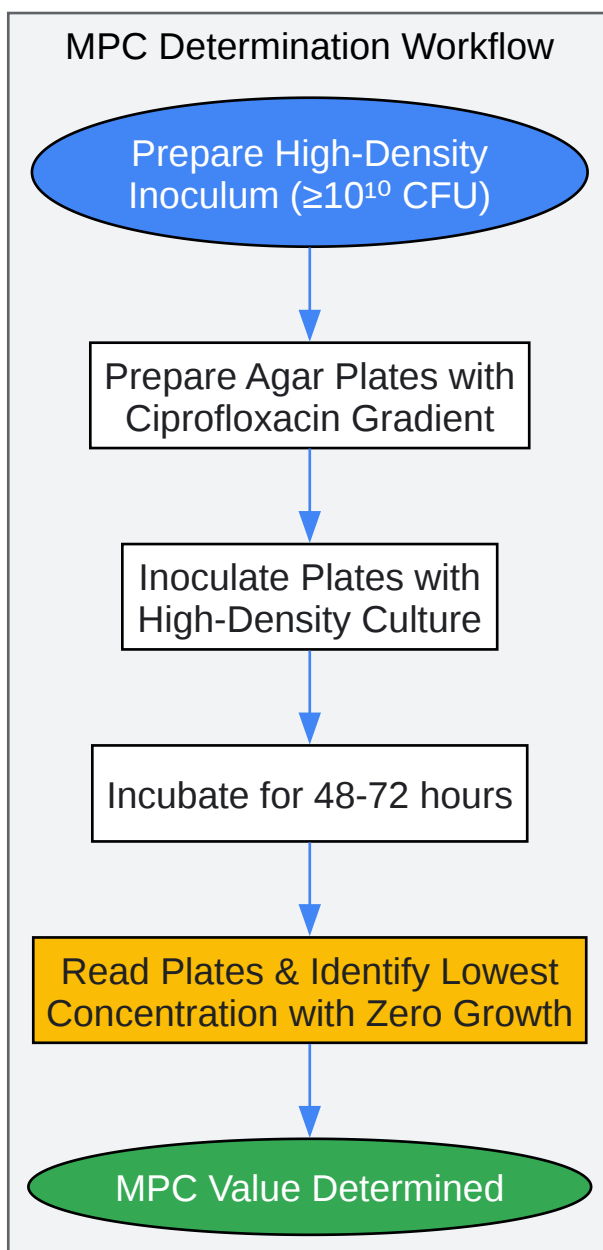 MPC Determination Workflow
Prepare High-Density
Inoculum (≥10¹⁰ CFU)
Prepare Agar Plates with
Ciprofloxacin Gradient
Inoculate Plates with
High-Density Culture
Incubate for 48-72 hours
Read Plates & Identify Lowest
Concentration with Zero Growth
MPC Value Determined